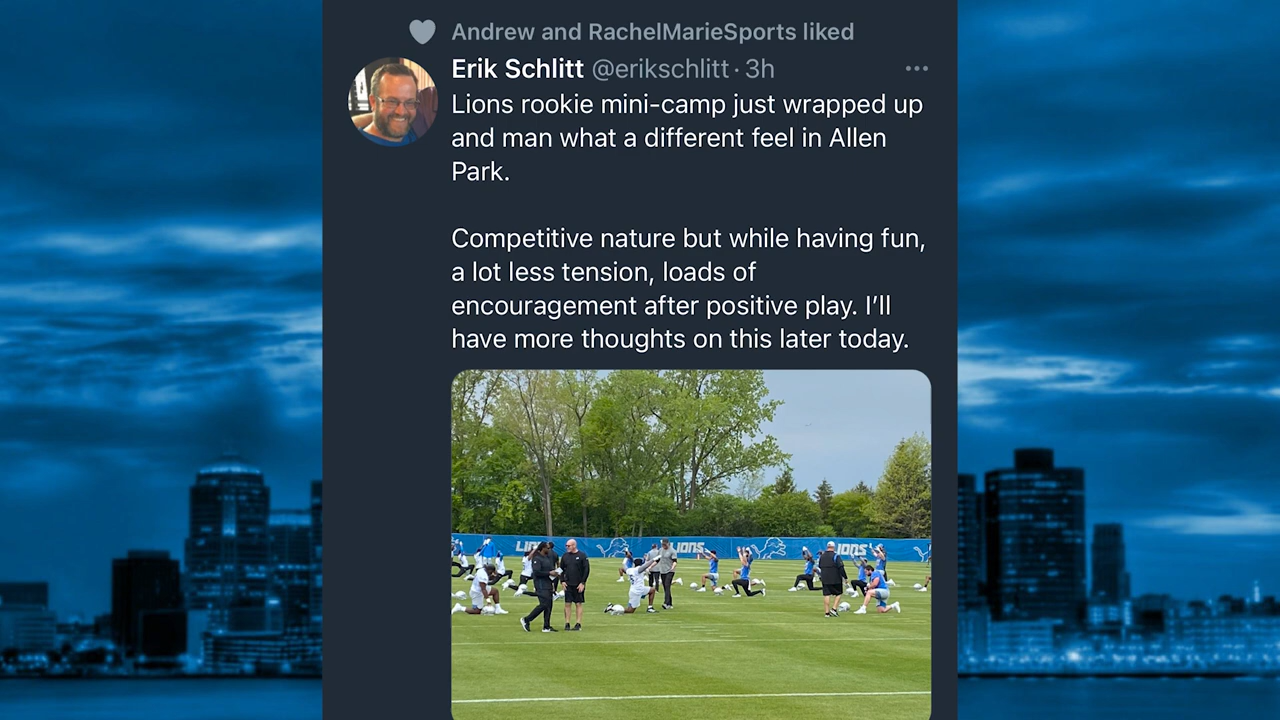 Andrew and RachelMarieSports liked
Erik Schlitt @erikschlitt · 3h
Lions rookie mini-camp just wrapped up
and man what a different feel in Allen
Park.
Competitive nature but while having fun,
a lot less tension, loads of
encouragement after positive play. I’ll
have more thoughts on this later today.
LIONS
IONS